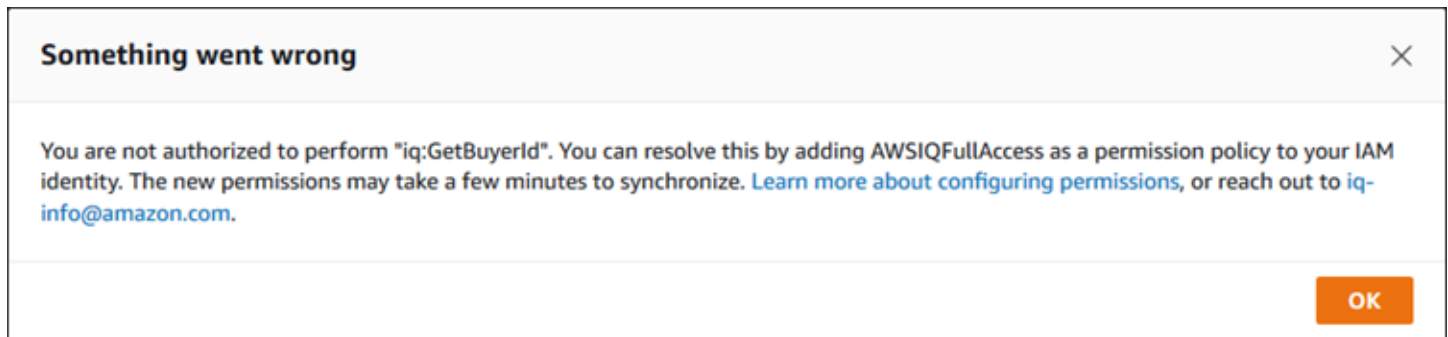 Something went wrong
You are not authorized to perform "iq:GetBuyerId". You can resolve this by adding AWSIQFullAccess as a permission policy to your IAM
identity. The new permissions may take a few minutes to synchronize. Learn more about configuring permissions, or reach out to iq-
info@amazon.com.
OK